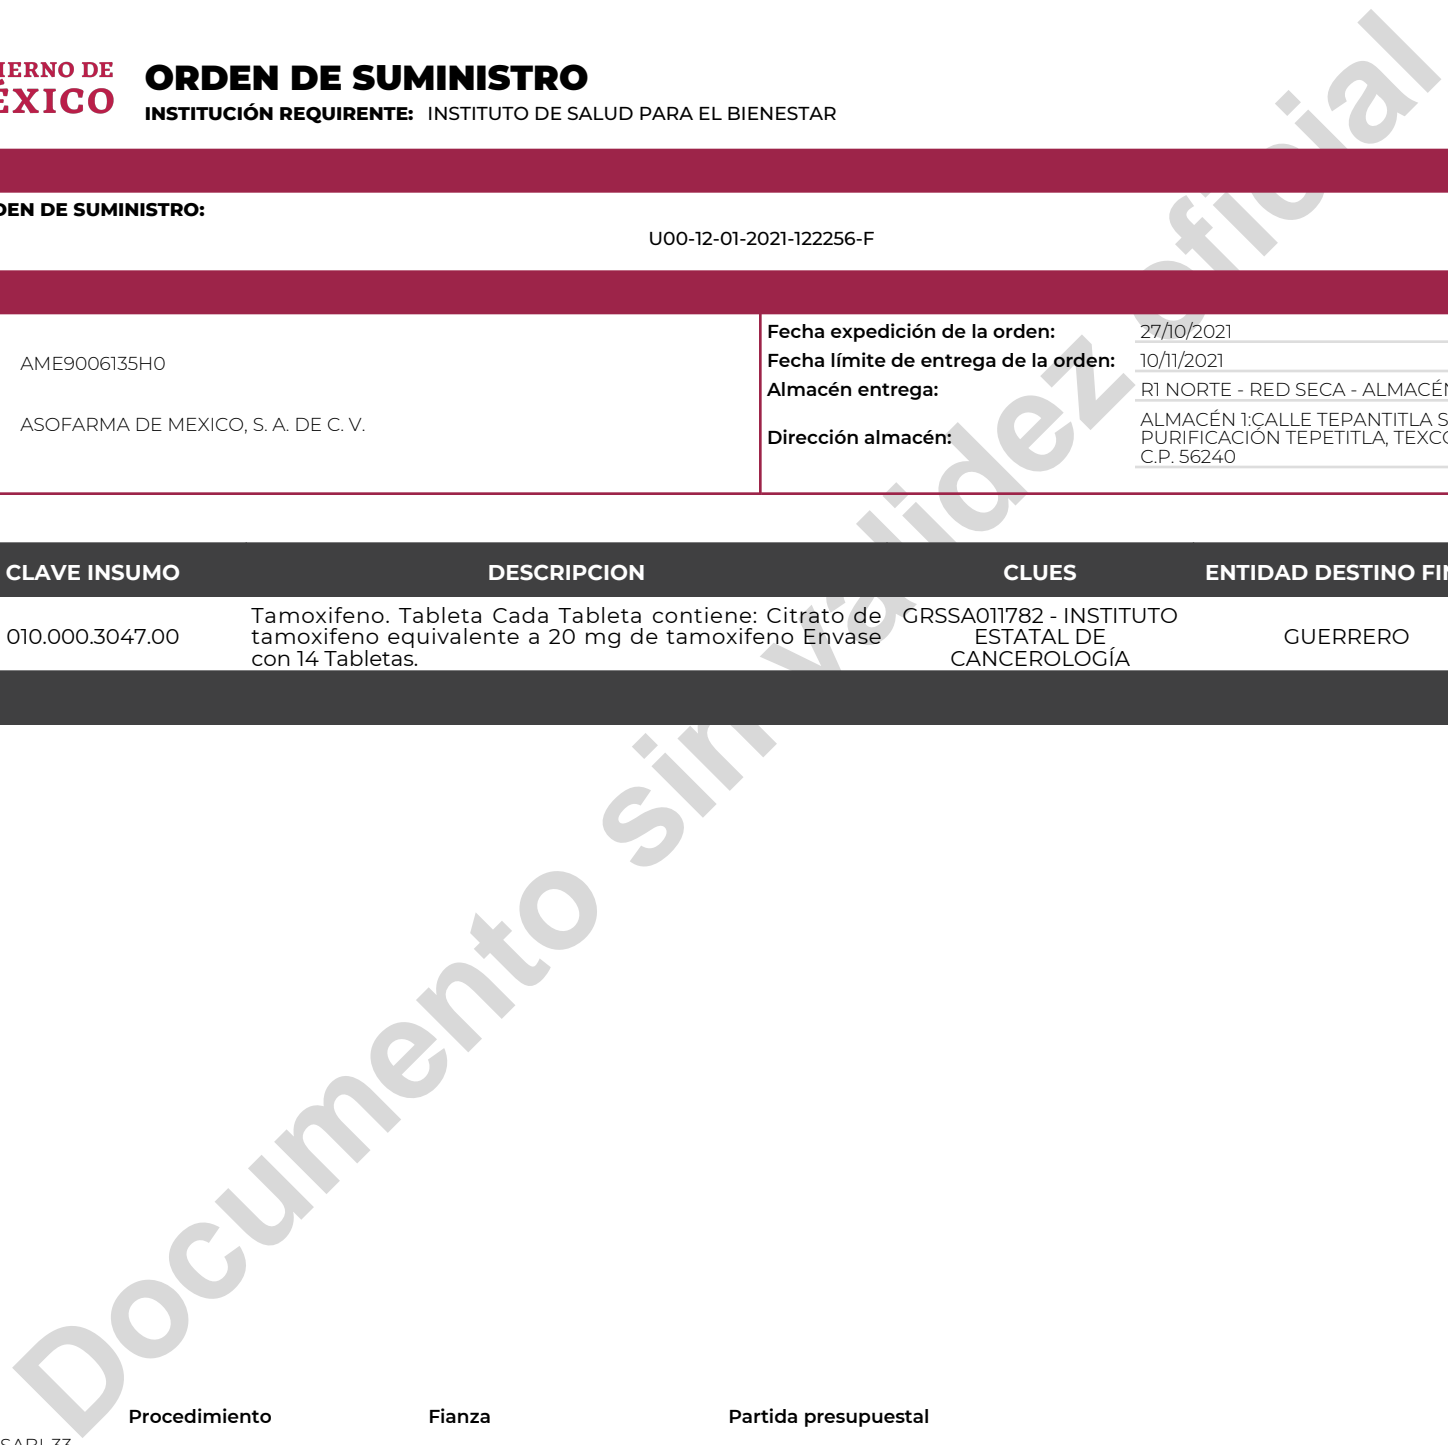 IERNO DE
ÉXICO
ORDEN DE SUMINISTRO
INSTITUCIÓN REQUIRENTE: INSTITUTO DE SALUD PARA EL BIENESTAR
DEN DE SUMINISTRO:
U00-12-01-2021-122256-F
AME9006135H0
ASOFARMA DE MEXICO, S. A. DE C. V.
Fecha expedición de la orden: 27/10/2021
Fecha límite de entrega de la orden: 10/11/2021
Almacén entrega: R1 NORTE - RED SECA - ALMACÉN
Dirección almacén: ALMACÉN 1:CALLE TEPANTITLA S
PURIFICACIÓN TEPETITLA, TEXCO
C.P. 56240
CLAVE INSUMO DESCRIPCION CLUES ENTIDAD DESTINO FIN
010.000.3047.00
Tamoxifeno. Tableta Cada Tableta contiene: Citrato de
tamoxifeno equivalente a 20 mg de tamoxifeno Envase
con 14 Tabletas.
GRSSA011782 - INSTITUTO
ESTATAL DE
CANCEROLOGÍA
GUERRERO
Documento sin validez oficial
Procedimiento Fianza Partida presupuestal
SABI-33